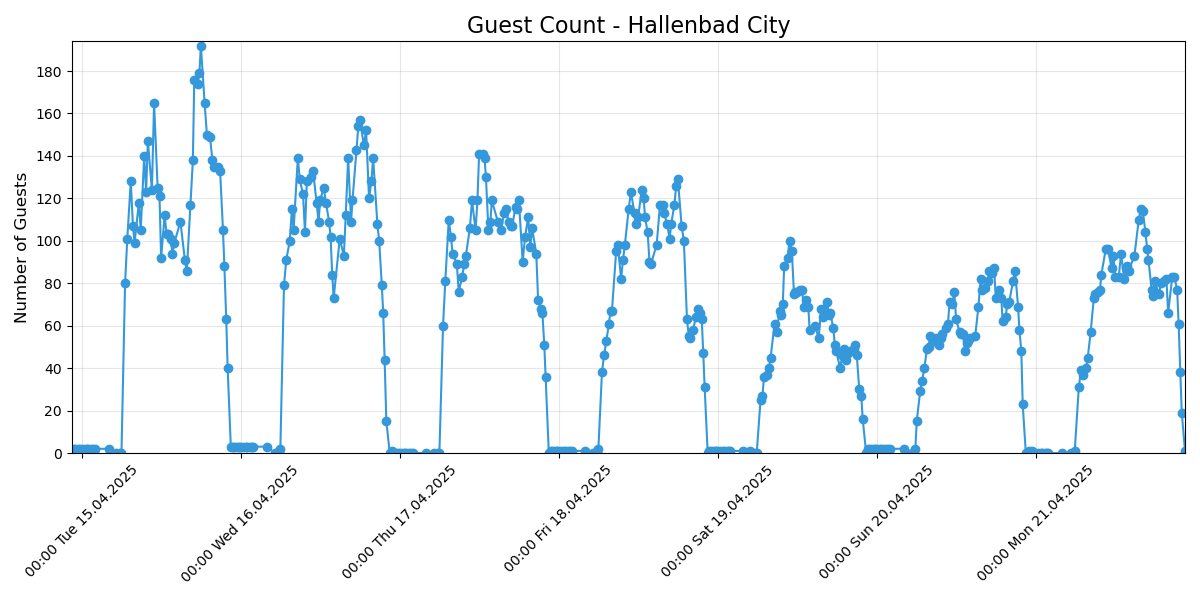 Guest Count - Hallenbad City
Number of Guests
180
160
140
120
100
80
60
40
20
0
00:00 Tue 15.04.2025
00:00 Wed 16.04.2025
00:00 Thu 17.04.2025
00:00 Fri 18.04.2025
00:00 Sat 19.04.2025
00:00 Sun 20.04.2025
00:00 Mon 21.04.2025